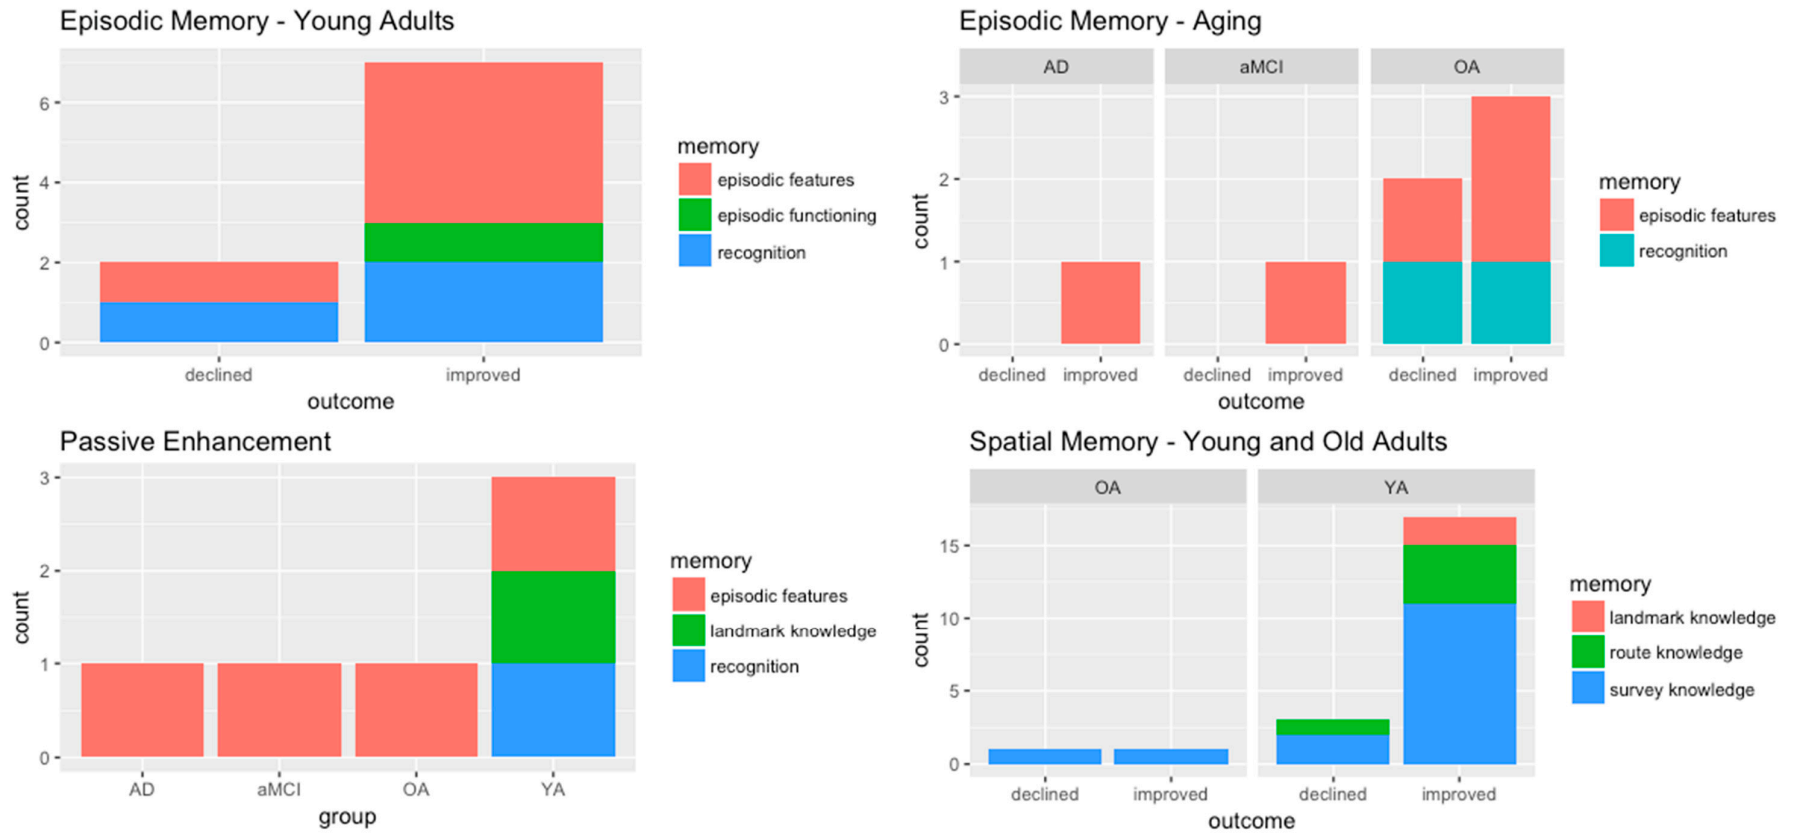 Episodic Memory - Young Adults
count
6
4
2
0
declined improved
outcome
memory
episodic features
episodic functioning
recognition
Episodic Memory - Aging
AD aMCI OA
count
3
2
1
0
declined improved declined improved declined improved
outcome
memory
episodic features
recognition
Passive Enhancement
count
3
2
1
0
AD aMCI OA YA
group
memory
episodic features
landmark knowledge
recognition
Spatial Memory - Young and Old Adults
OA YA
count
15
10
5
0
declined improved declined improved
outcome
memory
landmark knowledge
route knowledge
survey knowledge